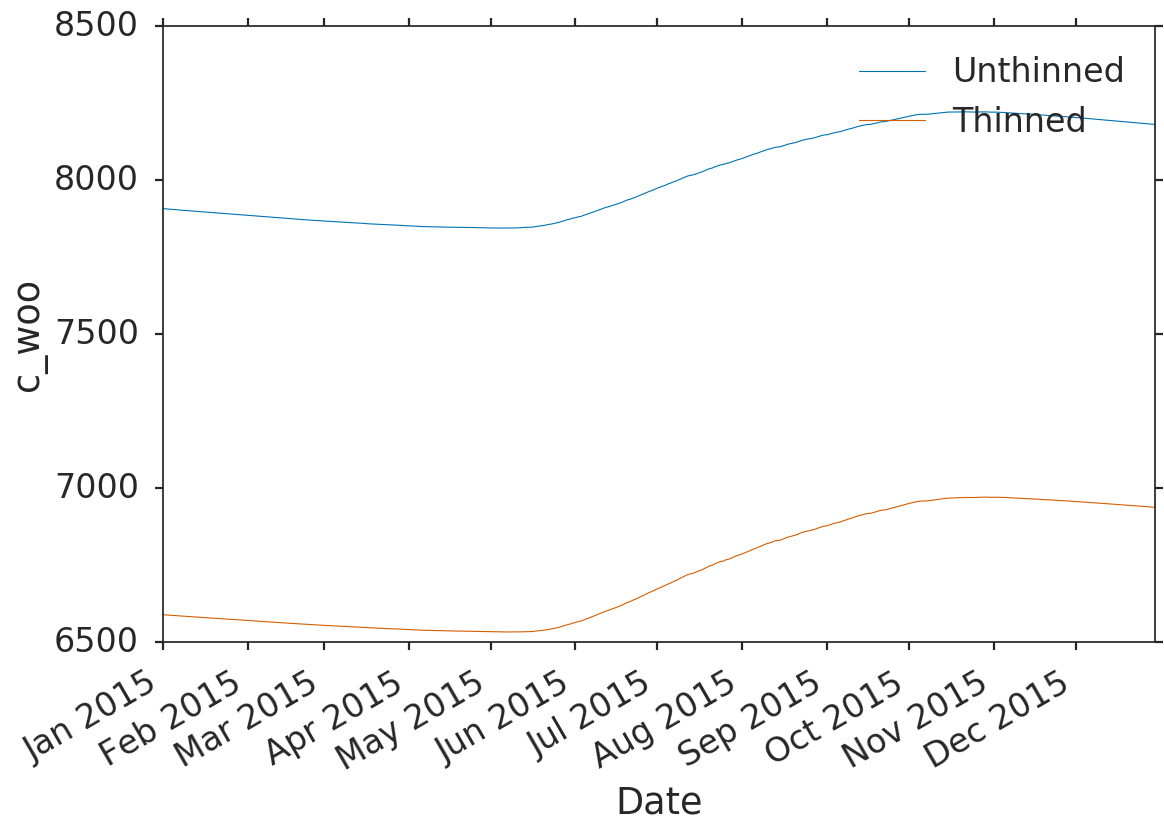 8500
8000
7500
7000
6500
c_woo
Unthinned
Thinned
Jan 2015
Feb 2015
Mar 2015
Apr 2015
May 2015
Jun 2015
Jul 2015
Aug 2015
Sep 2015
Oct 2015
Nov 2015
Dec 2015
Date